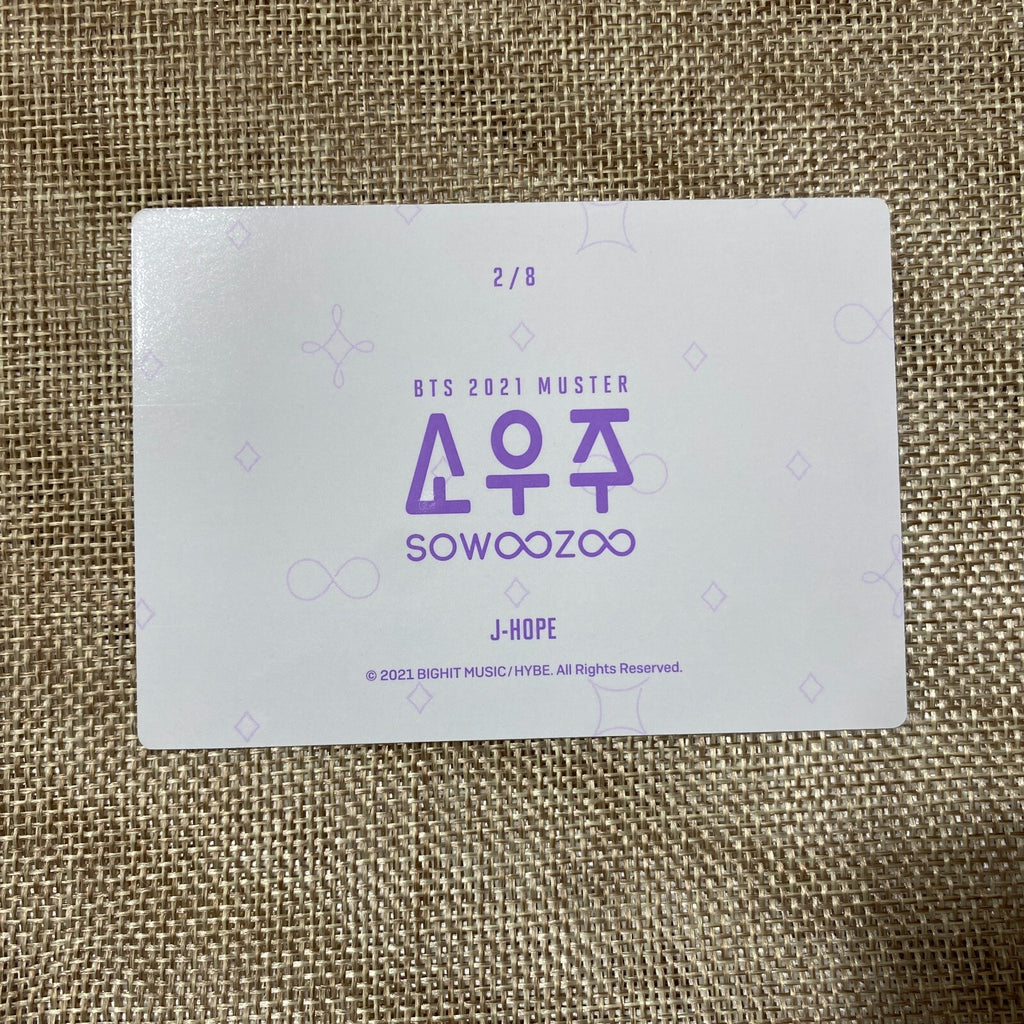 2/8
BTS 2021 MUSTER
소우주
SOWOOZOO
J-HOPE
© 2021 BIGHIT MUSIC/HYBE. All Rights Reserved.